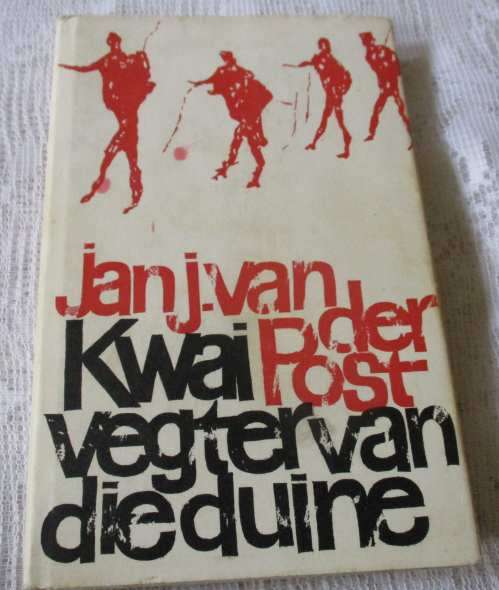 jan j. van
der
Post
Kwai
vegter van
die duine